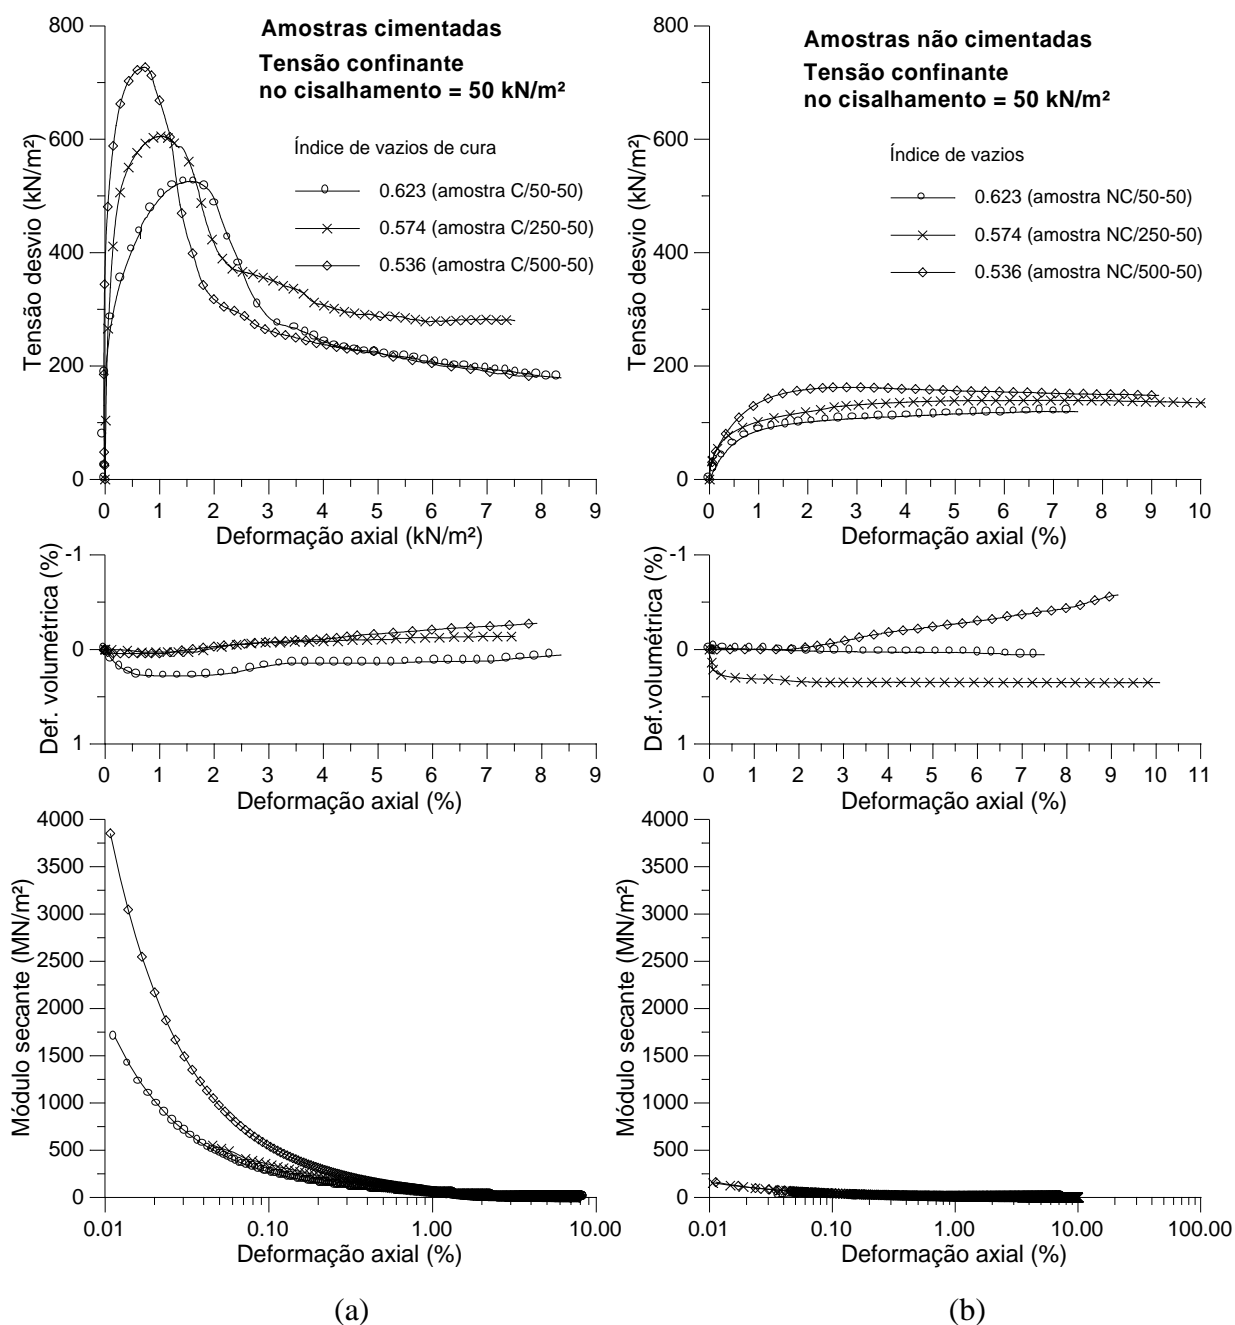 Amostras cimentadas
Tensão confinante
no cisalhamento = 50 kN/m²
Índice de vazios de cura
0.623 (amostra C/50-50)
0.574 (amostra C/250-50)
0.536 (amostra C/500-50)
Tensão desvio (kN/m²)
800
600
400
200
0
0 1 2 3 4 5 6 7 8 9
Deformação axial (kN/m²)
Amostras não cimentadas
Tensão confinante
no cisalhamento = 50 kN/m²
Índice de vazios
0.623 (amostra NC/50-50)
0.574 (amostra NC/250-50)
0.536 (amostra NC/500-50)
Tensão desvio (kN/m²)
800
600
400
200
0
0 1 2 3 4 5 6 7 8 9 10
Deformação axial (%)
Def. volumétrica (%)
-1
0
1
0 1 2 3 4 5 6 7 8 9
Deformação axial (%)
Def.volumétrica (%)
-1
0
1
0 1 2 3 4 5 6 7 8 9 10 11
Deformação axial (%)
Módulo secante (MN/m²)
4000
3500
3000
2500
2000
1500
1000
500
0
0.01 0.10 1.00 10.00
Deformação axial (%)
Módulo secante (MN/m²)
4000
3500
3000
2500
2000
1500
1000
500
0
0.01 0.10 1.00 10.00 100.00
Deformação axial (%)
(a)
(b)